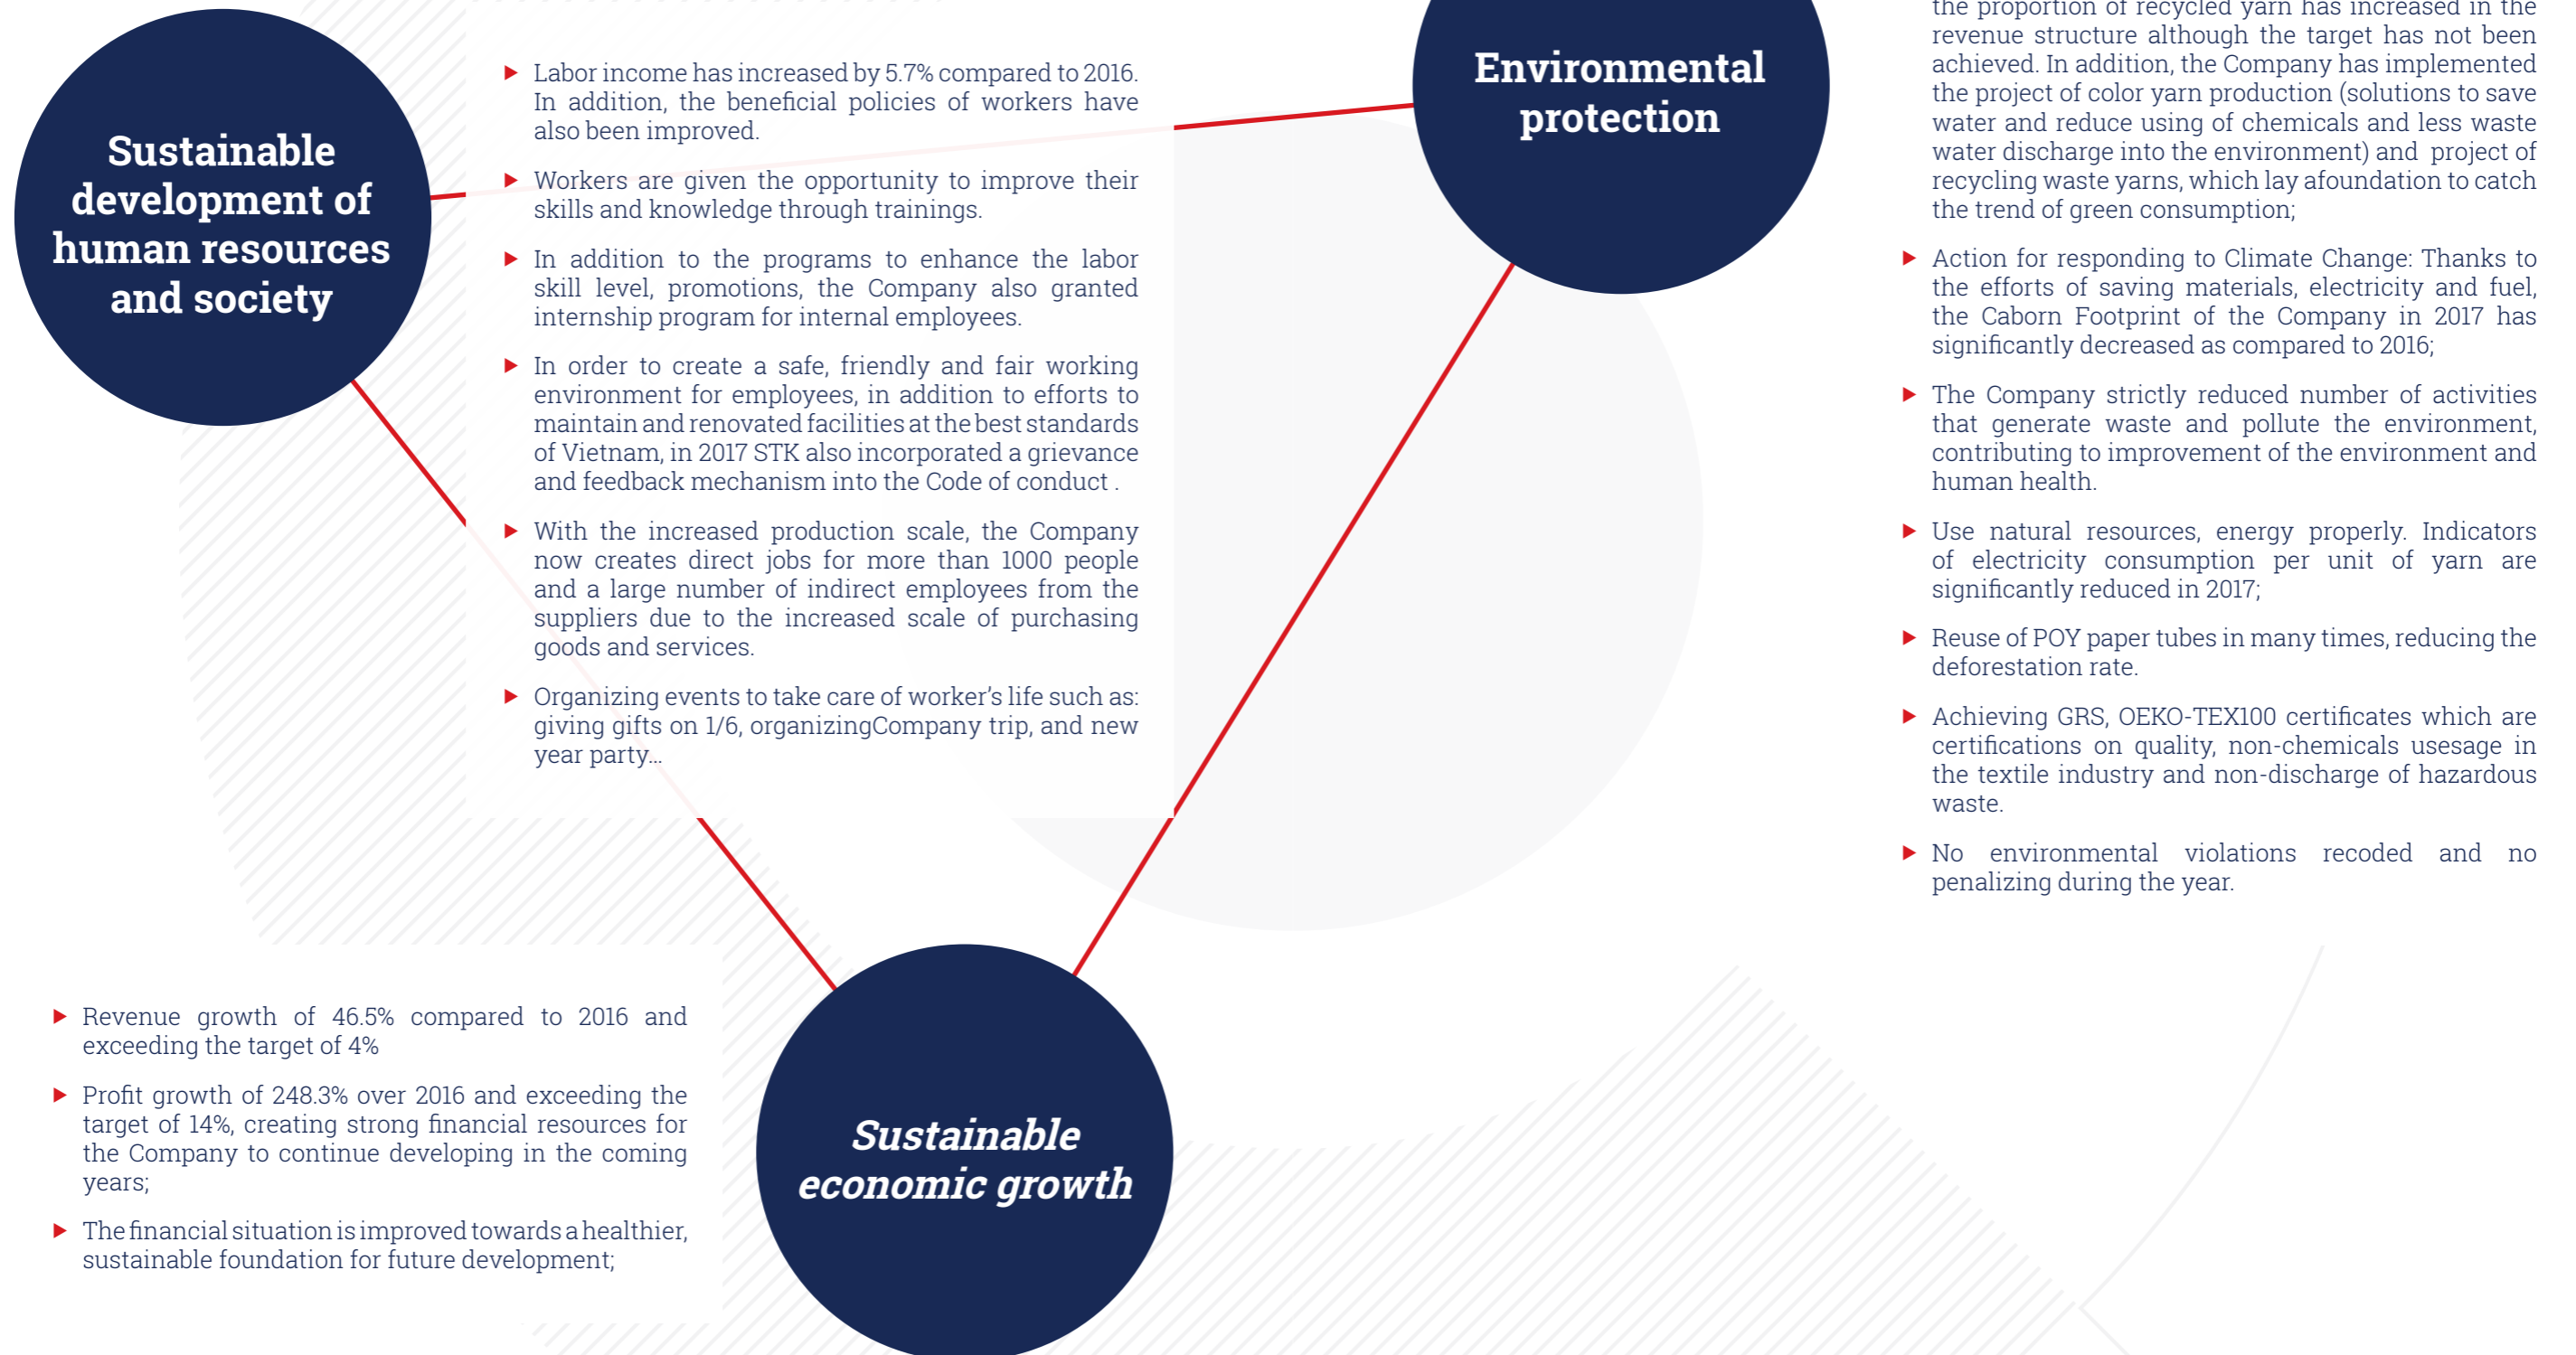 Sustainable
development of
human resources
and society
Labor income has increased by 5.7% compared to 2016.
In addition, the beneficial policies of workers have
also been improved.
Workers are given the opportunity to improve their
skills and knowledge through trainings.
In addition to the programs to enhance the labor
skill level, promotions, the Company also granted
internship program for internal employees.
In order to create a safe, friendly and fair working
environment for employees, in addition to efforts to
maintain and renovated facilities at the best standards
of Vietnam, in 2017 STK also incorporated a grievance
and feedback mechanism into the Code of conduct .
With the increased production scale, the Company
now creates direct jobs for more than 1000 people
and a large number of indirect employees from the
suppliers due to the increased scale of purchasing
goods and services.
Organizing events to take care of worker’s life such as:
giving gifts on 1/6, organizingCompany trip, and new
year party...
Environmental
protection
the proportion of recycled yarn has increased in the
revenue structure although the target has not been
achieved. In addition, the Company has implemented
the project of color yarn production (solutions to save
water and reduce using of chemicals and less waste
water discharge into the environment) and project of
recycling waste yarns, which lay afoundation to catch
the trend of green consumption;
Action for responding to Climate Change: Thanks to
the efforts of saving materials, electricity and fuel,
the Caborn Footprint of the Company in 2017 has
significantly decreased as compared to 2016;
The Company strictly reduced number of activities
that generate waste and pollute the environment,
contributing to improvement of the environment and
human health.
Use natural resources, energy properly. Indicators
of electricity consumption per unit of yarn are
significantly reduced in 2017;
Reuse of POY paper tubes in many times, reducing the
deforestation rate.
Achieving GRS, OEKO-TEX100 certificates which are
certifications on quality, non-chemicals usesage in
the textile industry and non-discharge of hazardous
waste.
No environmental violations recoded and no
penalizing during the year.
Revenue growth of 46.5% compared to 2016 and
exceeding the target of 4%
Profit growth of 248.3% over 2016 and exceeding the
target of 14%, creating strong financial resources for
the Company to continue developing in the coming
years;
The financial situation is improved towards a healthier,
sustainable foundation for future development;
Sustainable
economic growth